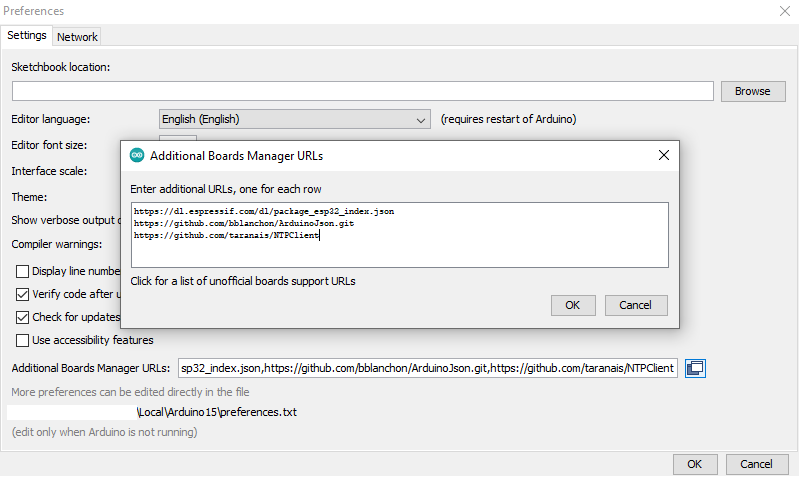 Preferences
Settings Network
Sketchbook location:
Browse
Editor language: English (English) (requires restart of Arduino)
Editor font size:
Interface scale:
Theme:
Show verbose output
Compiler warnings:
Display line numbe
Verify code after u
Check for updates
Use accessibility features
Additional Boards Manager URLs
Enter additional URLs, one for each row
https://dl.espressif.com/dl/package_esp32_index.json
https://github.com/bblanchon/ArduinoJson.git
https://github.com/taranais/NTPClient
Click for a list of unofficial boards support URLs
OK Cancel
Additional Boards Manager URLs: sp32_index.json,https://github.com/bblanchon/ArduinoJson.git,https://github.com/taranais/NTPClient
More preferences can be edited directly in the file
\Local\Arduino15\preferences.txt
(edit only when Arduino is not running)
OK Cancel